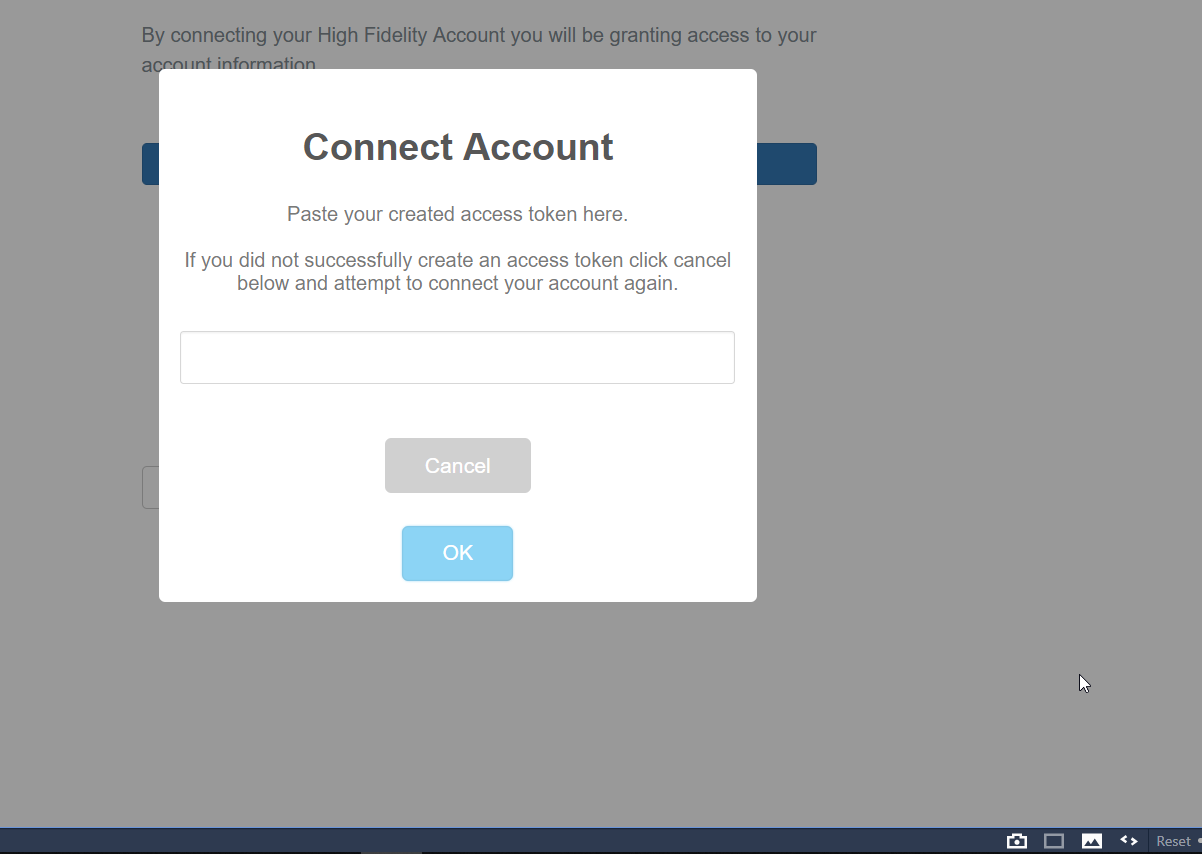 By connecting your High Fidelity Account you will be granting access to your
account information
Connect Account
Paste your created access token here.
If you did not successfully create an access token click cancel
below and attempt to connect your account again.
Cancel
OK
Reset